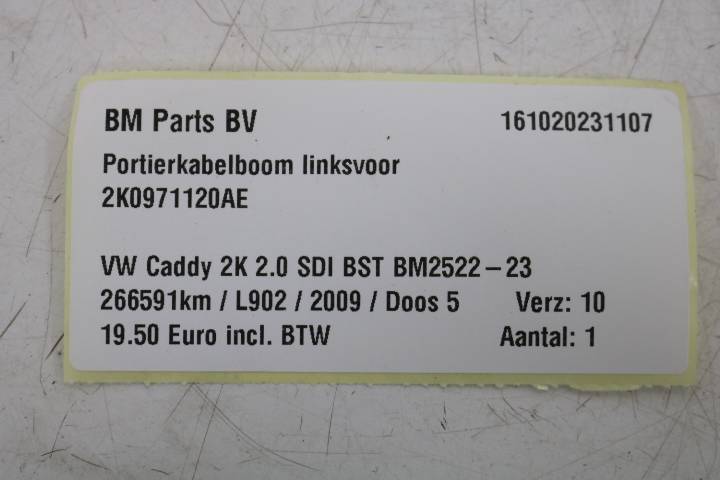 BM Parts BV 161020231107
Portierkabelboom linksvoor
2K0971120AE
VW Caddy 2K 2.0 SDI BST BM2522-23
266591km / L902 / 2009 / Doos 5 Verz: 10
19.50 Euro incl. BTW Aantal: 1